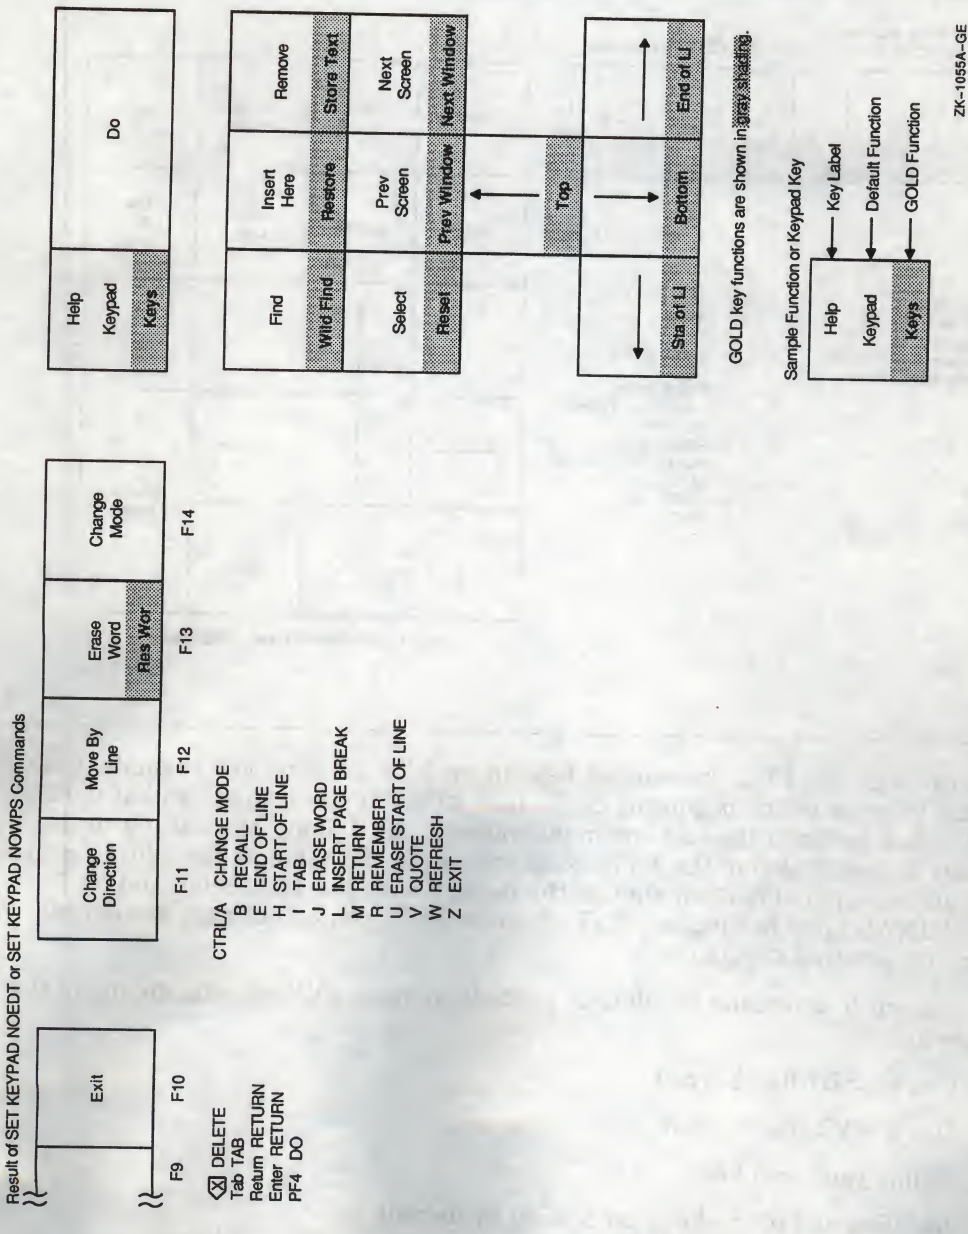 Result of SET KEYPAD NOEDT or SET KEYPAD NOWPS Commands
Exit
Change
Direction
Move By
Line
Erase
Word
Res Wor
Change
Mode
Help
Keypad
Keys
Do
F9
F10
F11
F12
F13
F14
DELETE
Tab TAB
Return RETURN
Enter RETURN
PF4 DO
CTRL/A CHANGE MODE
B RECALL
E END OF LINE
H START OF LINE
I TAB
J ERASE WORD
L INSERT PAGE BREAK
M RETURN
R REMEMBER
U ERASE START OF LINE
V QUOTE
W REFRESH
Z EXIT
Find
Wild Find
Insert
Here
Restore
Remove
Store Text
Select
Reset
Prev
Screen
Prev Window
Next
Screen
Next Window
Top
Sta of LI
Bottom
End of LI
GOLD key functions are shown in gray shading.
Sample Function or Keypad Key
Help
Keypad
Keys
Key Label
Default Function
GOLD Function
ZK-1055A-GE